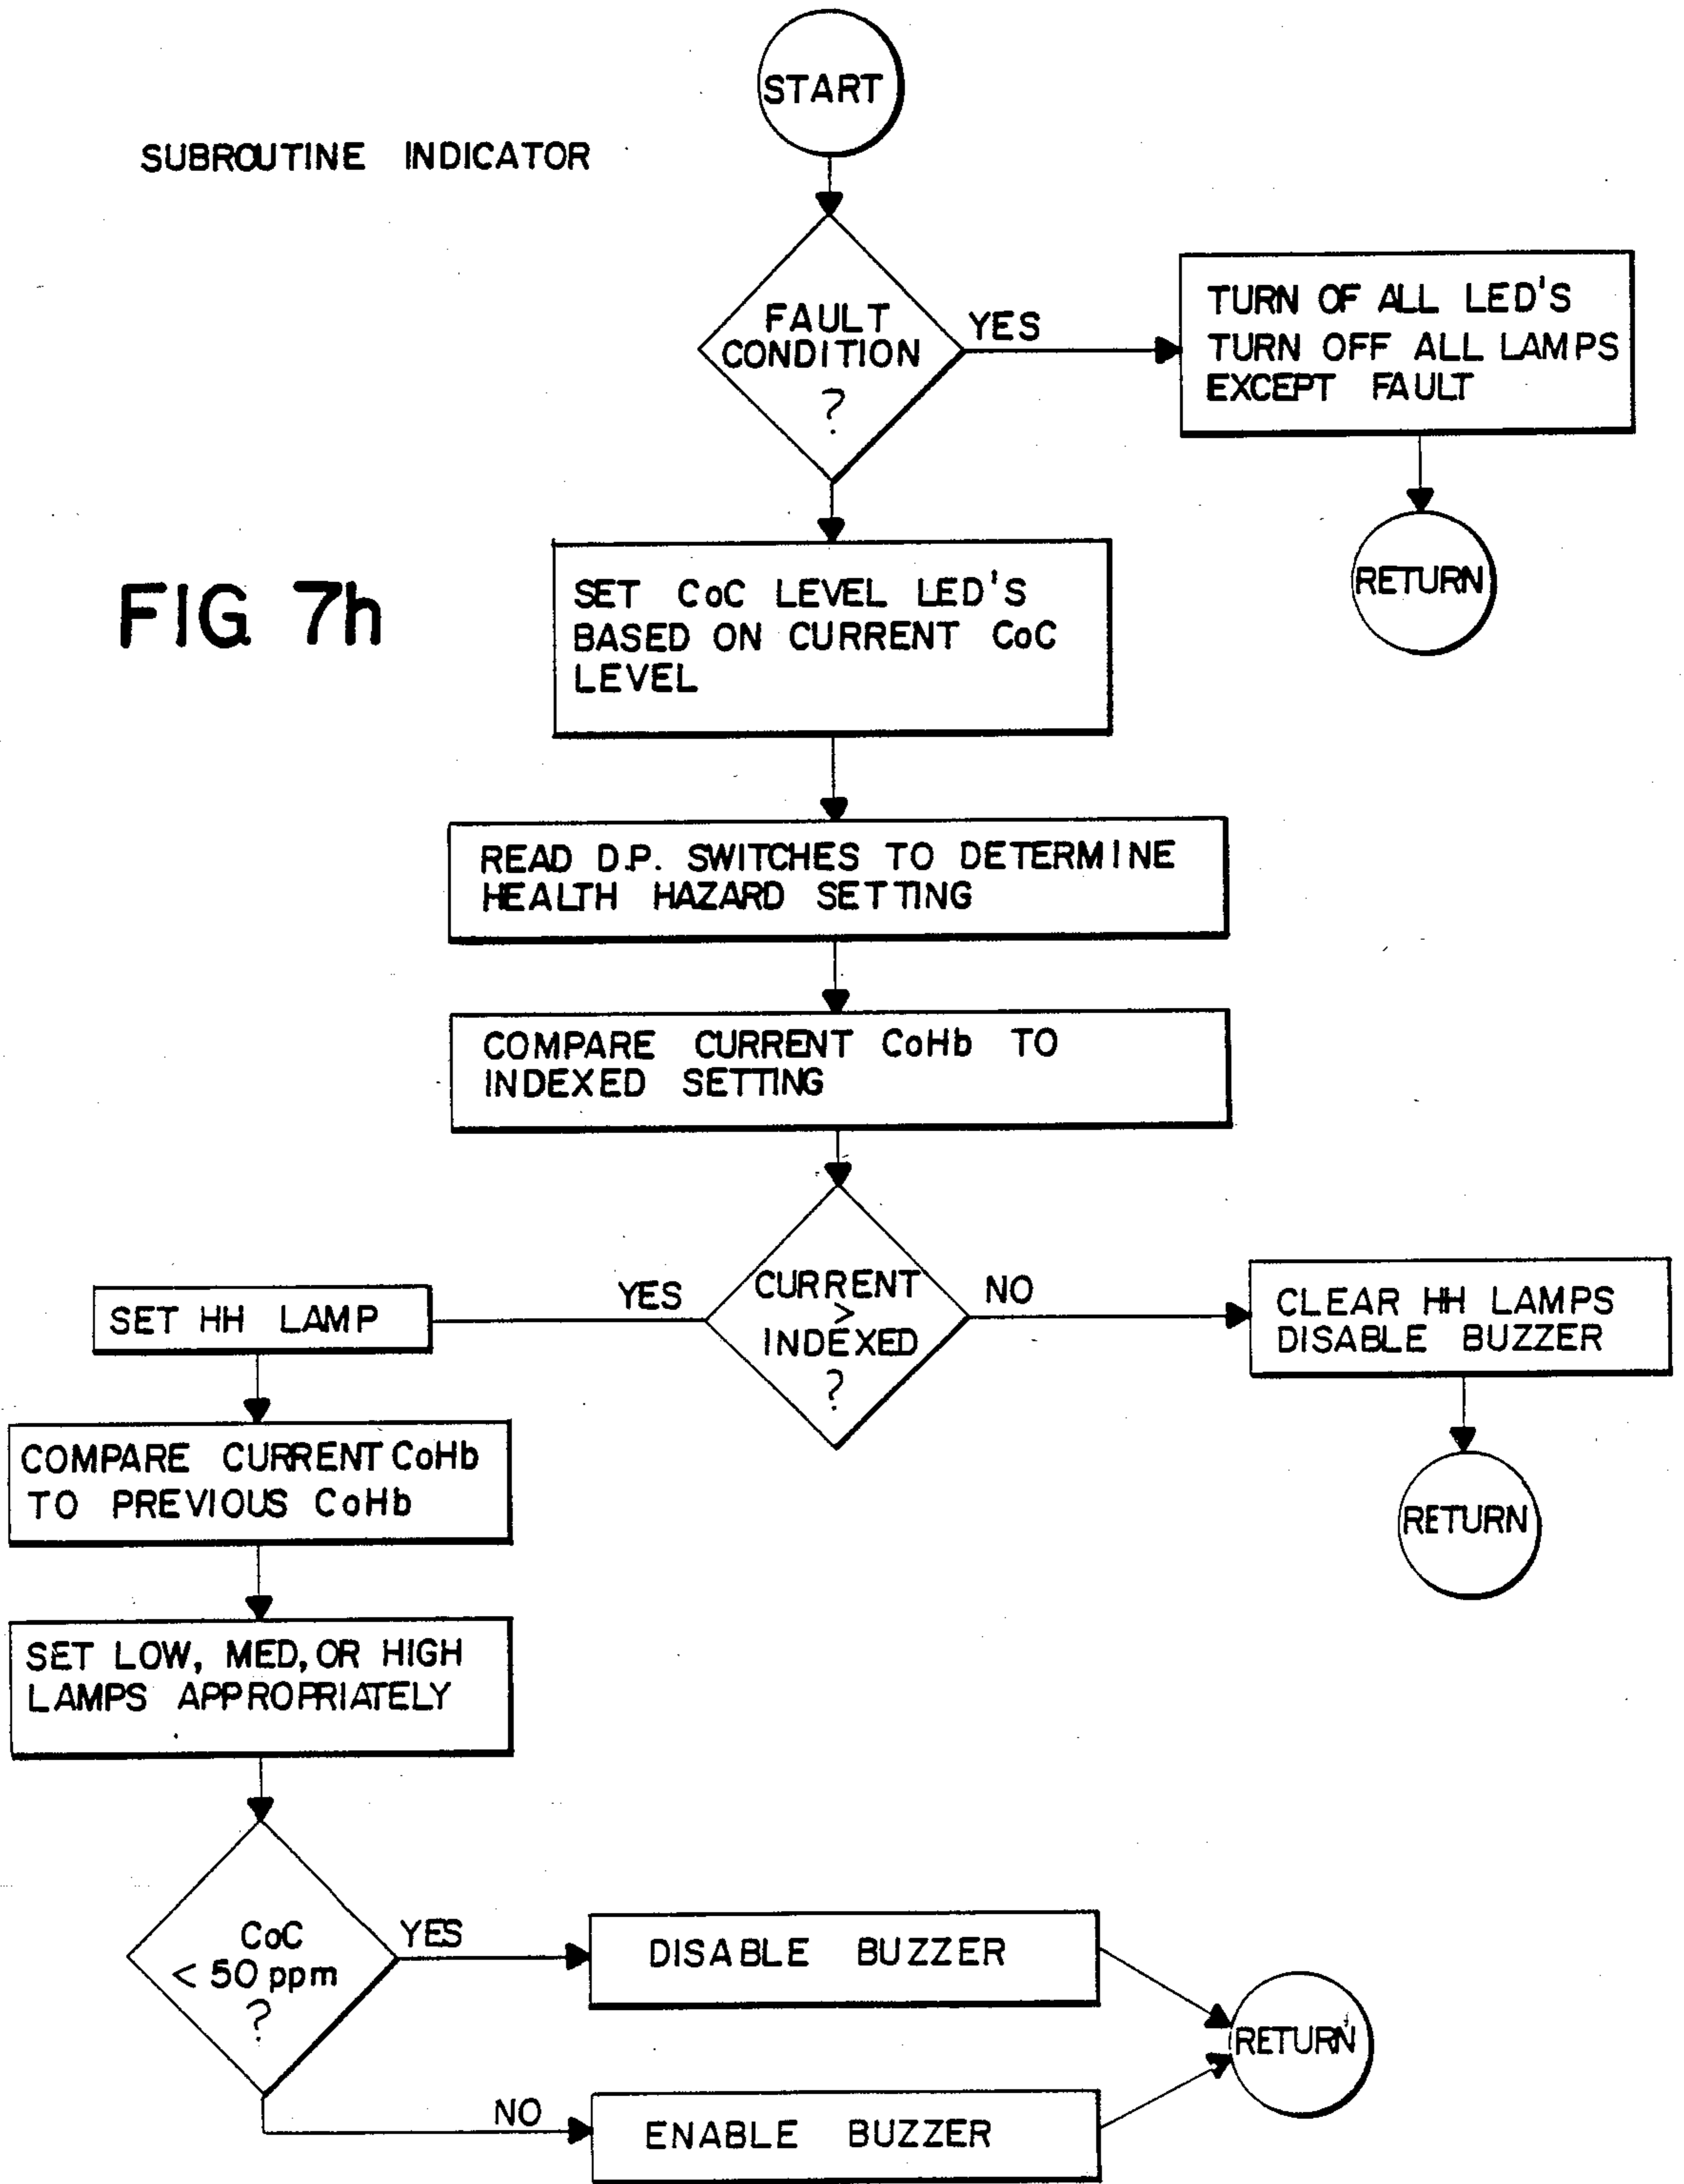 START
SUBROUTINE INDICATOR
FAULT
CONDITION
?
YES
TURN OF ALL LED'S
TURN OFF ALL LAMPS
EXCEPT FAULT
RETURN
FIG 7h
SET CoC LEVEL LED'S
BASED ON CURRENT CoC
LEVEL
READ D.P. SWITCHES TO DETERMINE
HEALTH HAZARD SETTING
COMPARE CURRENT CoHb TO
INDEXED SETTING
CURRENT
>
INDEXED
?
YES
NO
SET HH LAMP
CLEAR HH LAMPS
DISABLE BUZZER
RETURN
COMPARE CURRENT CoHb
TO PREVIOUS CoHb
SET LOW, MED, OR HIGH
LAMPS APPROPRIATELY
CoC
< 50 ppm
?
YES
DISABLE BUZZER
NO
ENABLE BUZZER
RETURN